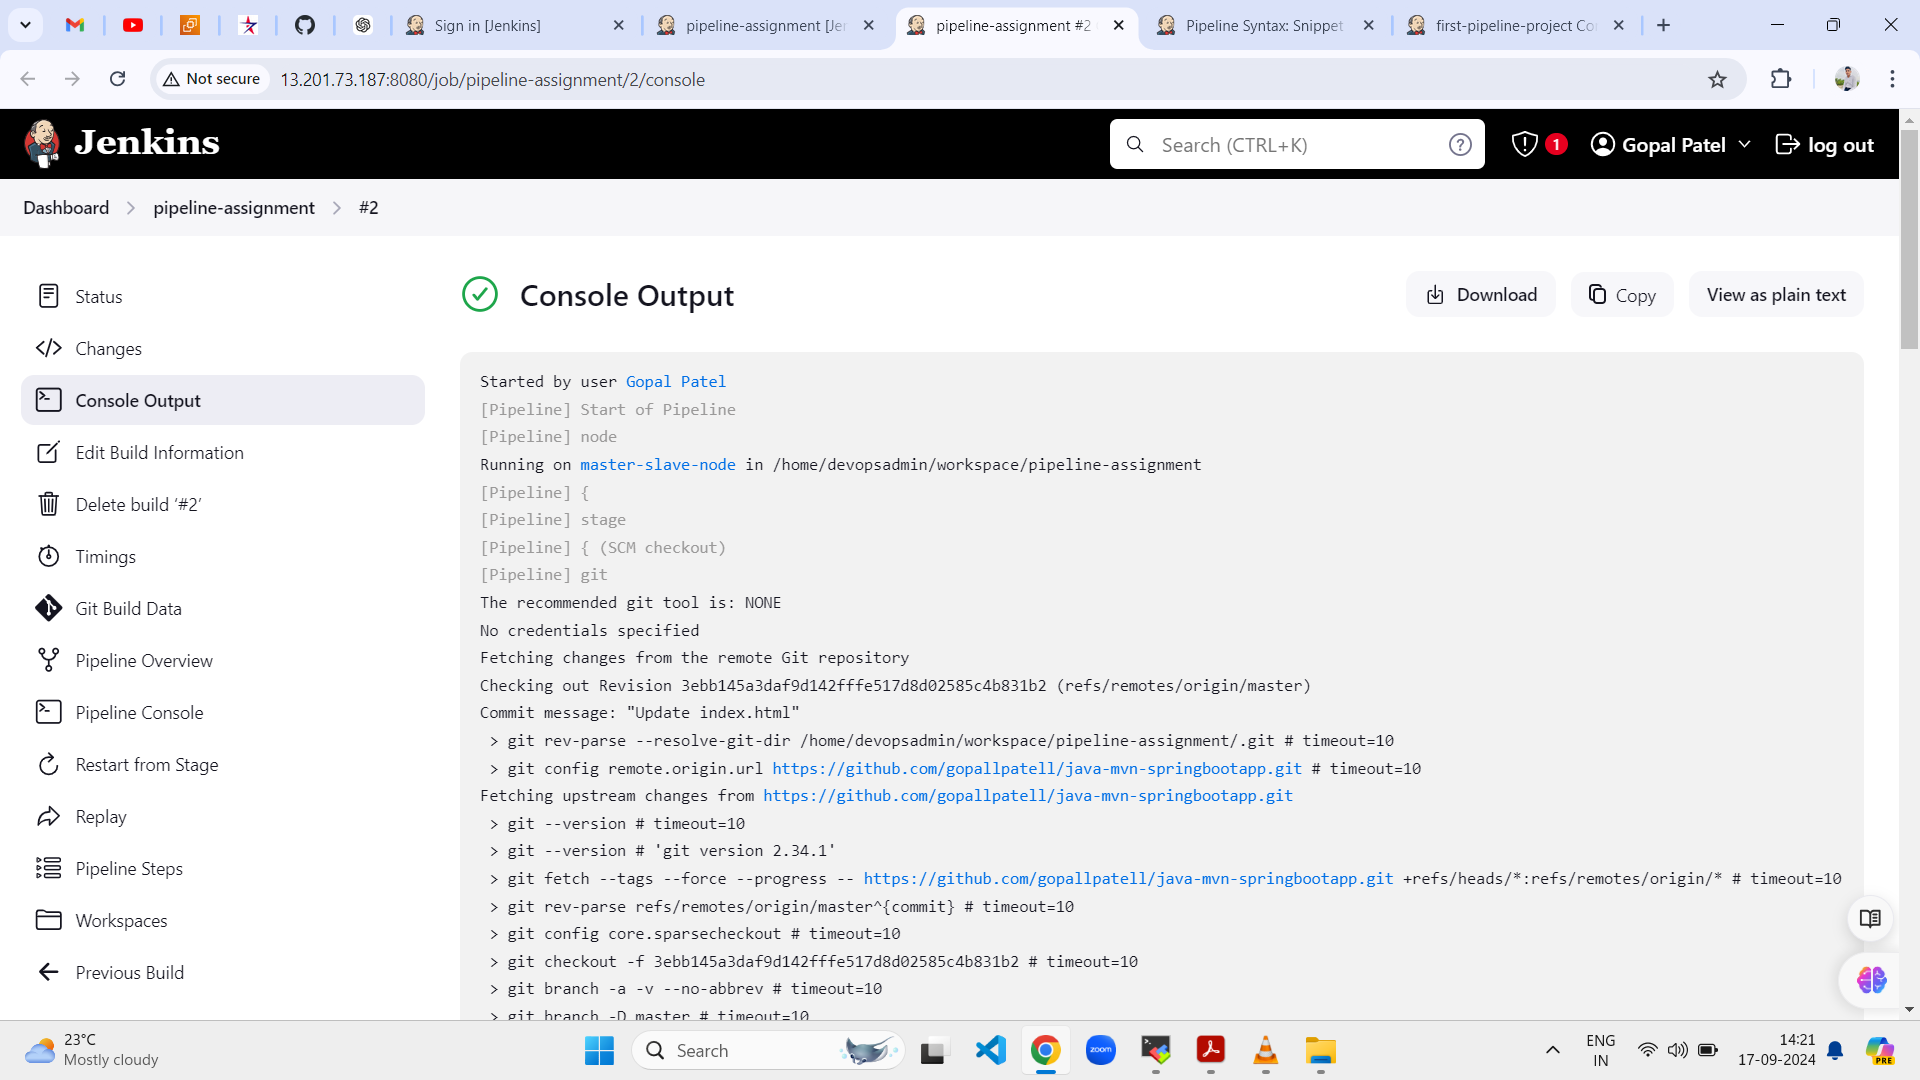 Sign in [Jenkins]
pipeline-assignment [Jer
pipeline-assignment #2
Pipeline Syntax: Snippet
first-pipeline-project Co
Not secure
13.201.73.187:8080/job/pipeline-assignment/2/console
Jenkins
Search (CTRL+K)
?
1
Gopal Patel
log out
Dashboard
pipeline-assignment
#2
Status
Changes
Console Output
Edit Build Information
Delete build ‘#2’
Timings
Git Build Data
Pipeline Overview
Pipeline Console
Restart from Stage
Replay
Pipeline Steps
Workspaces
Previous Build
Console Output
Download
Copy
View as plain text
Started by user Gopal Patel
[Pipeline] Start of Pipeline
[Pipeline] node
Running on master-slave-node in /home/devopsadmin/workspace/pipeline-assignment
[Pipeline] {
[Pipeline] stage
[Pipeline] { (SCM checkout)
[Pipeline] git
The recommended git tool is: NONE
No credentials specified
Fetching changes from the remote Git repository
Checking out Revision 3ebb145a3daf9d142fffe517d8d02585c4b831b2 (refs/remotes/origin/master)
Commit message: "Update index.html"
> git rev-parse --resolve-git-dir /home/devopsadmin/workspace/pipeline-assignment/.git # timeout=10
> git config remote.origin.url https://github.com/gopallpatell/java-mvn-springbootapp.git # timeout=10
Fetching upstream changes from https://github.com/gopallpatell/java-mvn-springbootapp.git
> git --version # timeout=10
> git --version # 'git version 2.34.1'
> git fetch --tags --force --progress -- https://github.com/gopallpatell/java-mvn-springbootapp.git +refs/heads/*:refs/remotes/origin/* # timeout=10
> git rev-parse refs/remotes/origin/master^{commit} # timeout=10
> git config core.sparsecheckout # timeout=10
> git checkout -f 3ebb145a3daf9d142fffe517d8d02585c4b831b2 # timeout=10
> git branch -a -v --no-abbrev # timeout=10
> git branch -D master # timeout=10
23°C
Mostly cloudy
Search
zoom
ENG
IN
14:21
17-09-2024
PRE